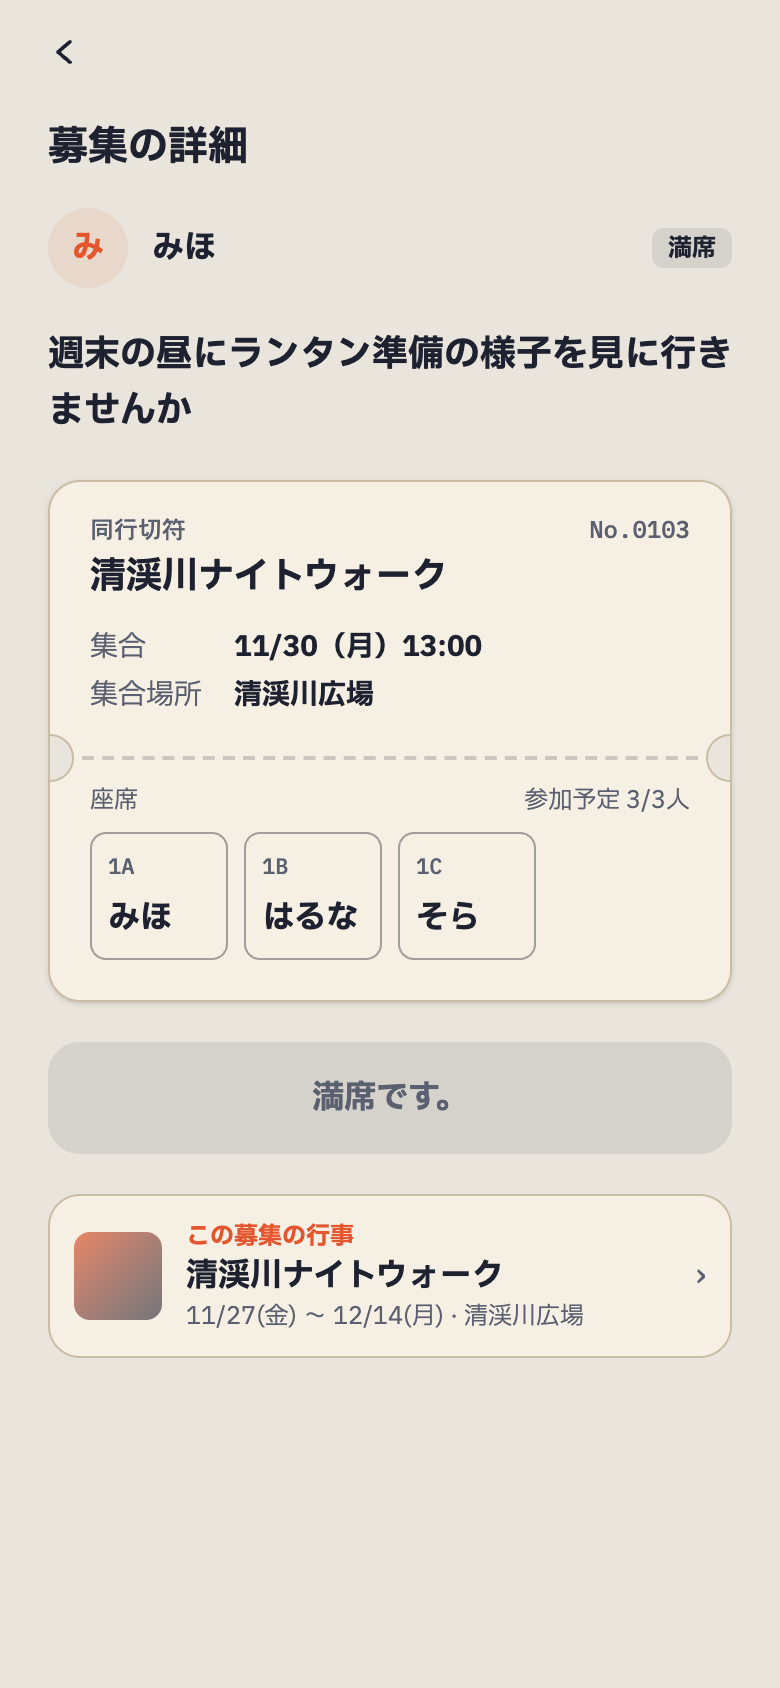 募集の詳細
み みほ 満席
週末の昼にランタン準備の様子を見に行き
ませんか
同行切符 No.0103
清渓川ナイトウォーク
集合 11/30（月）13:00
集合場所 清渓川広場
座席 参加予定 3/3人
1A 1B 1C
みほ はるな そら
満席です。
この募集の行事
清渓川ナイトウォーク
11/27(金) ～ 12/14(月) · 清渓川広場